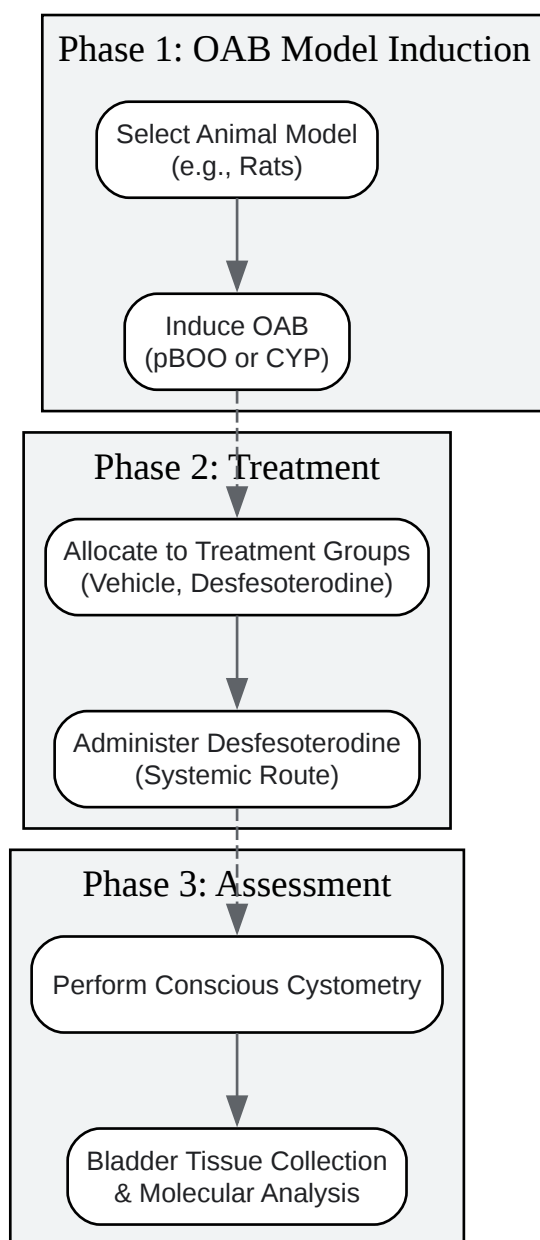 Phase 1: OAB Model Induction
Select Animal Model
(e.g., Rats)
Induce OAB
(pBOO or CYP)
Phase 2: Treatment
Allocate to Treatment Groups
(Vehicle, Desfesoterodine)
Administer Desfesoterodine
(Systemic Route)
Phase 3: Assessment
Perform Conscious Cystometry
Bladder Tissue Collection
& Molecular Analysis